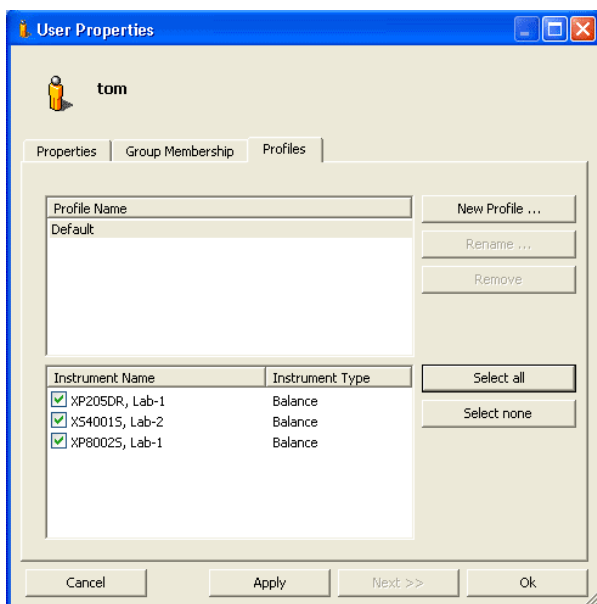 User Properties
tom
Properties Group Membership Profiles
Profile Name
Default
New Profile ...
Rename ...
Remove
Instrument Name Instrument Type
XP205DR, Lab-1 Balance
XS4001S, Lab-2 Balance
XP8002S, Lab-1 Balance
Select all
Select none
Cancel Apply Next >> Ok